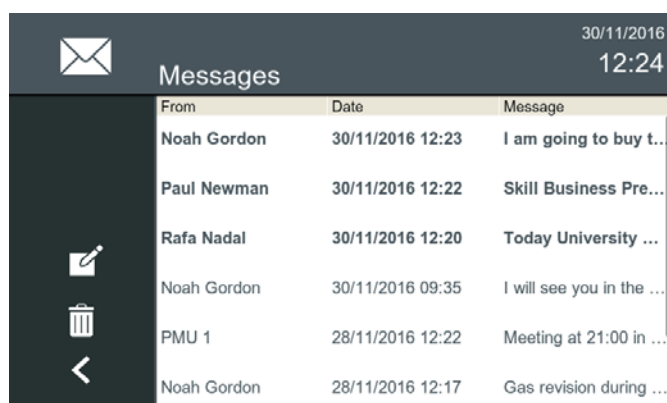 30/11/2016
12:24
Messages
From Date Message
Noah Gordon 30/11/2016 12:23 I am going to buy t...
Paul Newman 30/11/2016 12:22 Skill Business Pre...
Rafa Nadal 30/11/2016 12:20 Today University ...
Noah Gordon 30/11/2016 09:35 I will see you in the ...
PMU 1 28/11/2016 12:22 Meeting at 21:00 in ...
Noah Gordon 28/11/2016 12:17 Gas revision during ...